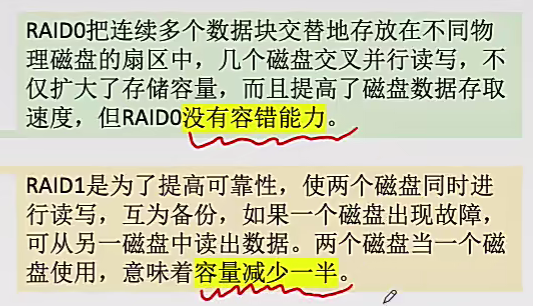 RAID0把连续多个数据块交替地存放在不同物
理磁盘的扇区中，几个磁盘交叉并行读写，不
仅扩大了存储容量，而且提高了磁盘数据存取
速度，但RAID0没有容错能力。
RAID1是为了提高可靠性，使两个磁盘同时进
行读写，互为备份，如果一个磁盘出现故障，
可从另一磁盘中读出数据。两个磁盘当一个磁
盘使用，意味着容量减少一半。